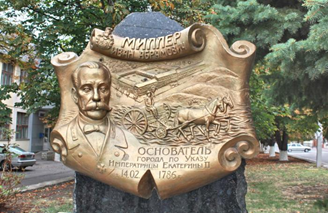 МИЛЛЕР
ОСНОВАТЕЛЬ
ГОРОДА ПО УКАЗУ
ИМПЕРАТРИЦЫ ЕКАТЕРИНЫ II
14.02 1786